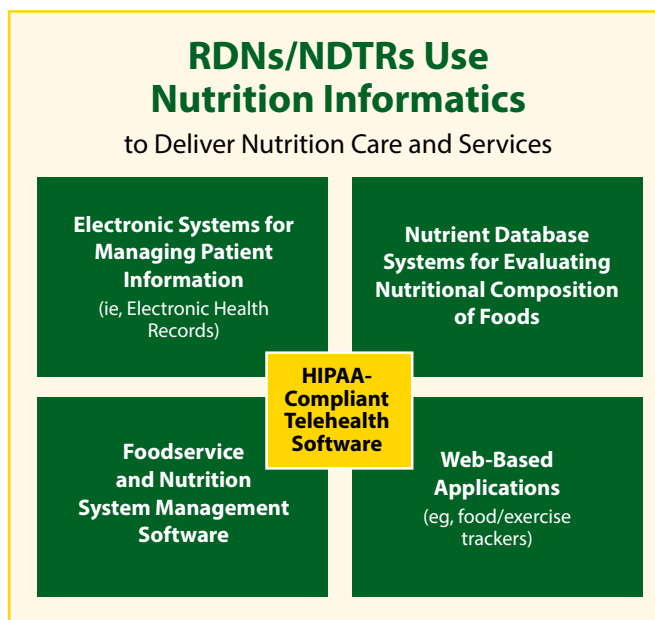 RDNs/NDTRs Use
Nutrition Informatics
to Deliver Nutrition Care and Services
Electronic Systems for
Managing Patient
Information
(ie, Electronic Health
Records)
Nutrient Database
Systems for Evaluating
Nutritional Composition
of Foods
HIPAA-
Compliant
Telehealth
Software
Foodservice
and Nutrition
System Management
Software
Web-Based
Applications
(eg, food/exercise
trackers)